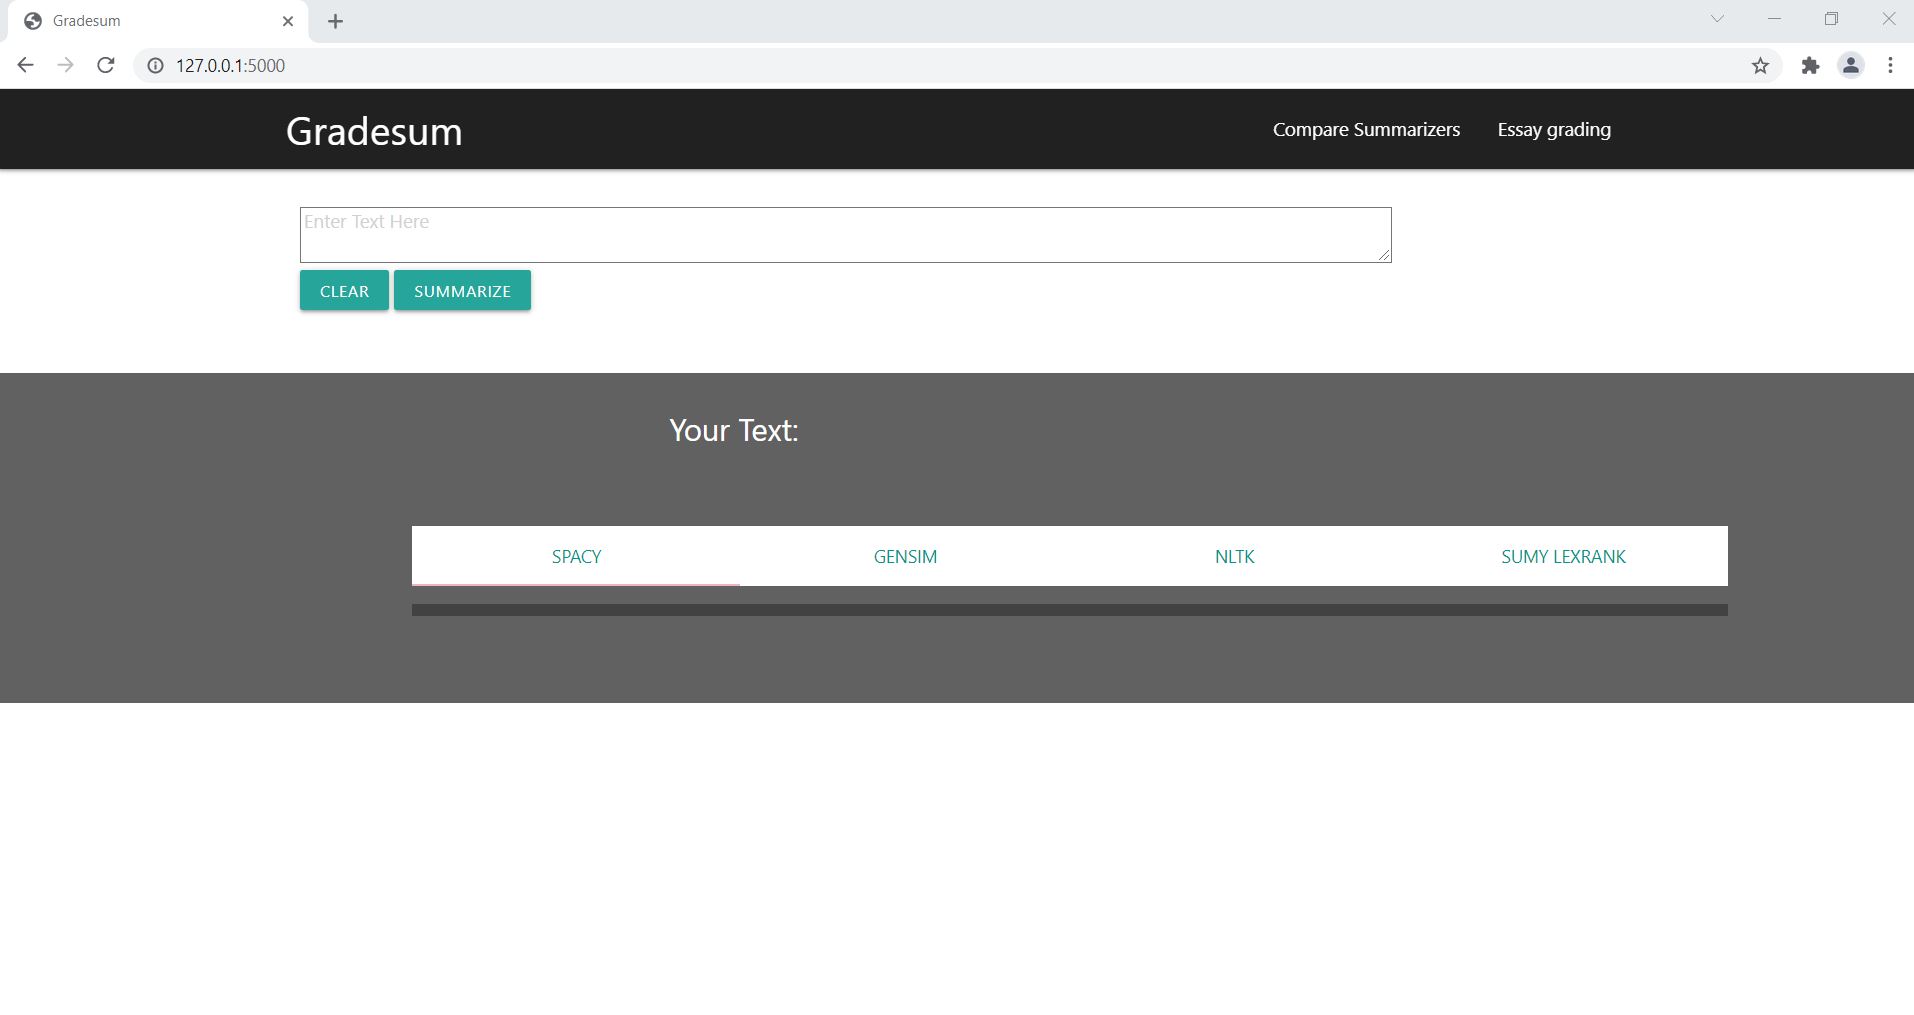 Gradesum
127.0.0.1:5000
Gradesum
Compare Summarizers Essay grading
Enter Text Here
CLEAR SUMMARIZE
Your Text:
SPACY GENSIM NLTK SUMY LEXRANK